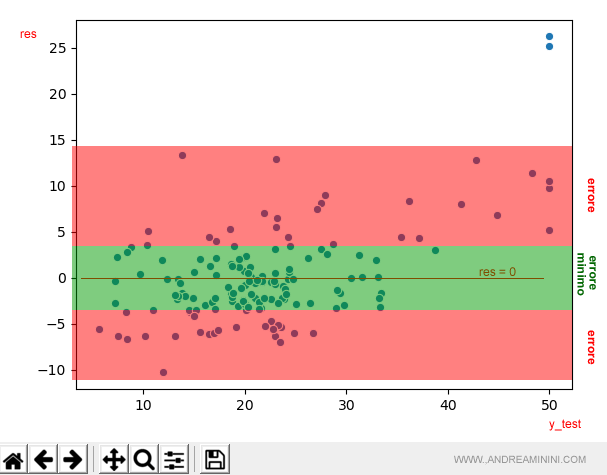 res
25
20
15
10
5
0
−5
−10
res = 0
errore
errore
minimo
errore
10
20
30
40
50
y_test
WWW.ANDREAMININI.COM